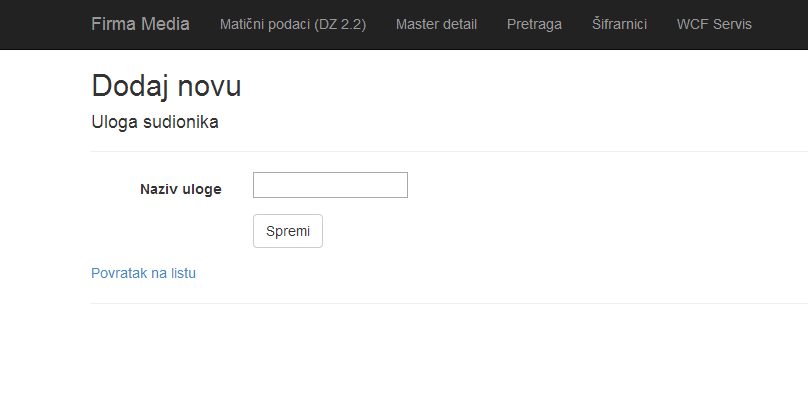 Firma Media Matični podaci (DZ 2.2) Master detail Pretraga Šifrarnici WCF Servis
Dodaj novu
Uloga sudionika
Naziv uloge
Spremi
Povratak na listu